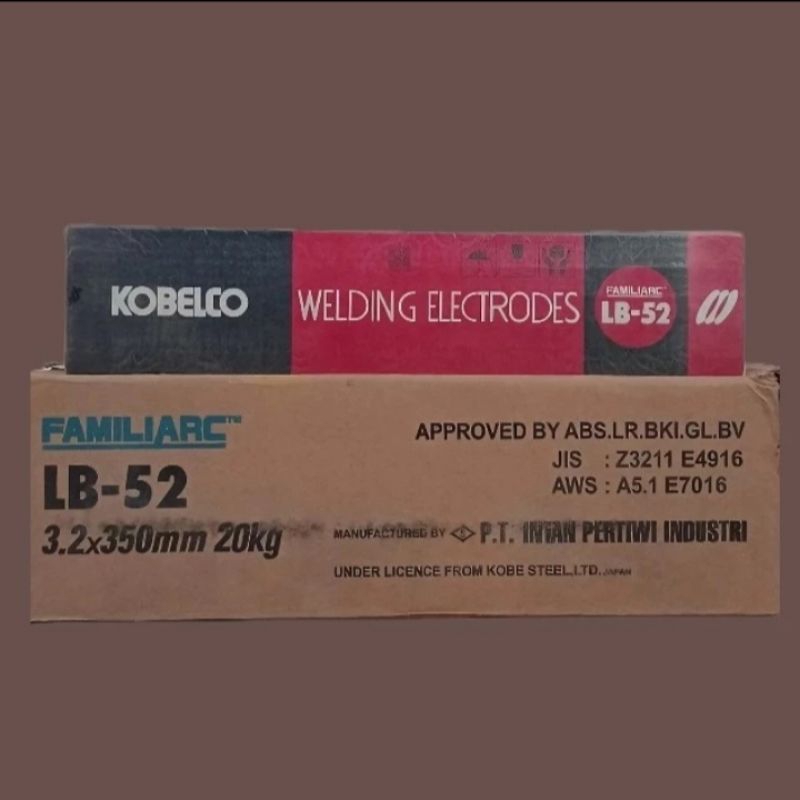 KOBELCO
WELDING ELECTRODES
FAMILIARC
LB-52
FAMILIARC™
LB-52
3.2x350mm 20kg
APPROVED BY ABS.LR.BKI.GL.BV
JIS : Z3211 E4916
AWS : A5.1 E7016
MANUFACTURED BY P.T. INTAN PERTIWI INDUSTRI
UNDER LICENCE FROM KOBE STEEL,LTD. JAPAN